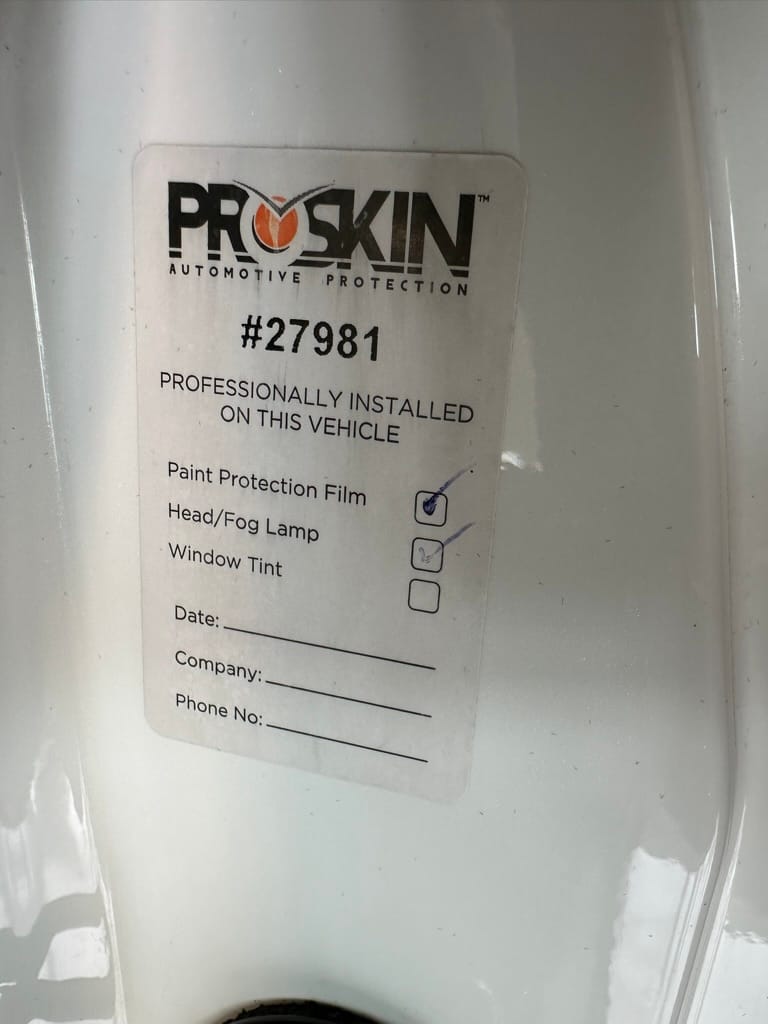 PROSKIN™
AUTOMOTIVE PROTECTION
#27981
PROFESSIONALLY INSTALLED
ON THIS VEHICLE
Paint Protection Film
Head/Fog Lamp
Window Tint
Date:
Company:
Phone No: